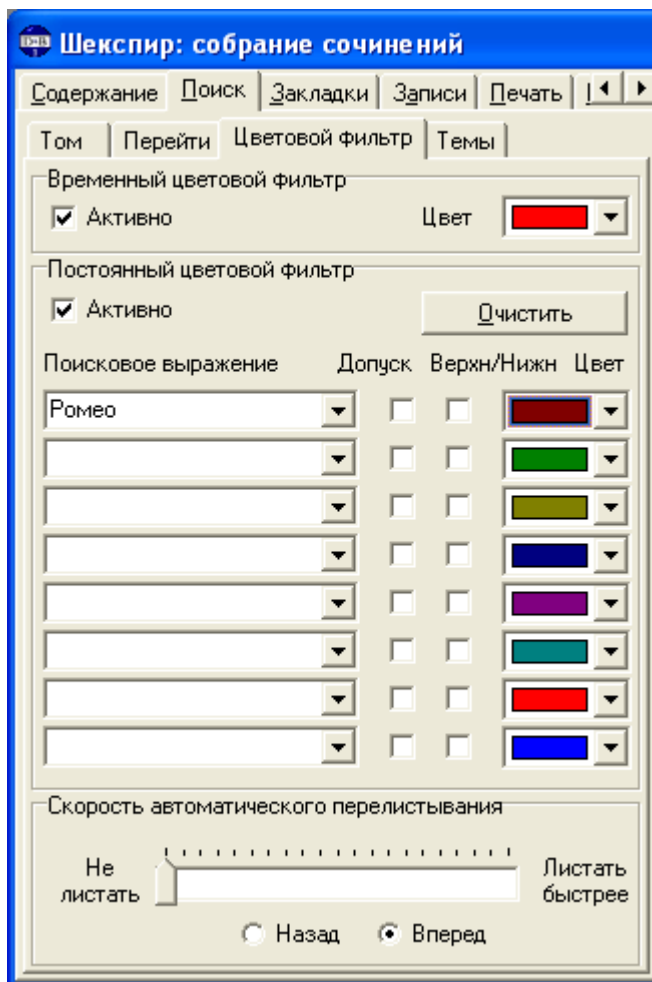 Шекспир: собрание сочинений
Содержание Поиск Закладки Записи Печать
Том Перейти Цветовой фильтр Темы
Временный цветовой фильтр
Активно Цвет
Постоянный цветовой фильтр
Активно Очистить
Поисковое выражение Допуск Верхн/Нижн Цвет
Ромео
Скорость автоматического перелистывания
Не листать Листать быстрее
Назад Вперед